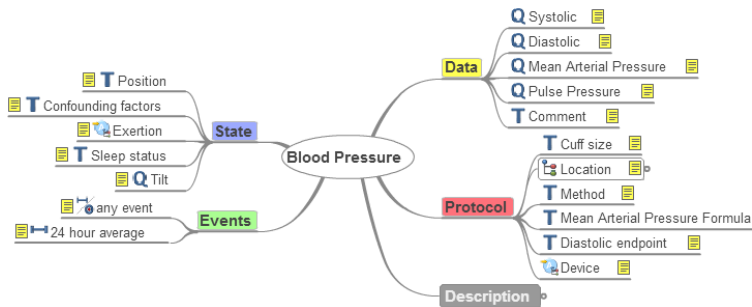 Blood Pressure
Data
Q Systolic
Q Diastolic
Q Mean Arterial Pressure
Q Pulse Pressure
T Comment
Protocol
T Cuff size
Location
T Method
T Mean Arterial Pressure Formula
T Diastolic endpoint
Device
Description
State
T Position
T Confounding factors
Exertion
T Sleep status
Q Tilt
Events
any event
24 hour average